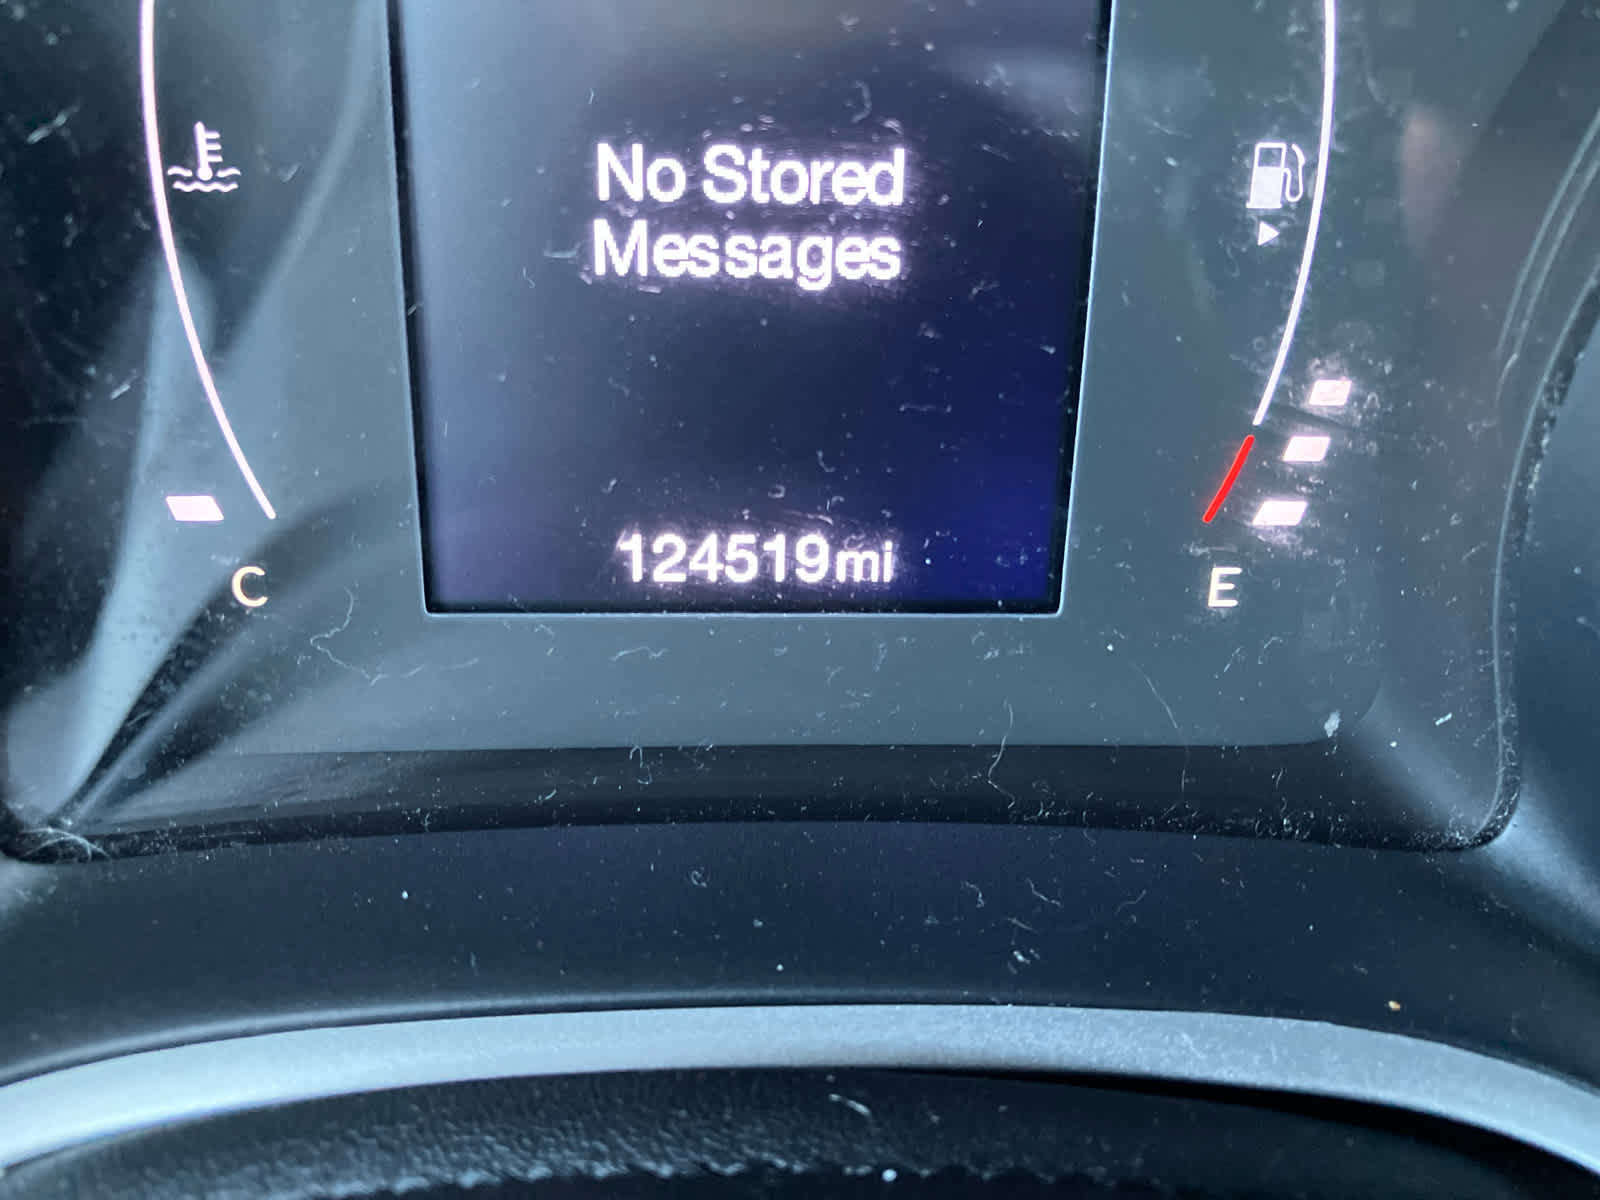 No Stored
Messages
124519mi
C
E